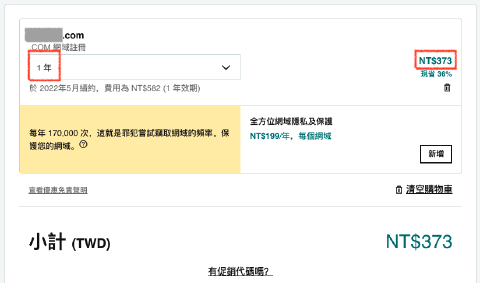 .com
.COM 網域註冊
1 年
NT$373
現省 36%
於 2022年5月續約，費用為 NT$582 (1 年效期)
每年 170,000 次，這就是罪犯嘗試竊取網域的頻率，保
護您的網域。?
全方位網域隱私及保護
NT$199/年，每個網域
新增
查看優惠免責聲明
清空購物車
小計 (TWD)
NT$373
有促銷代碼嗎？